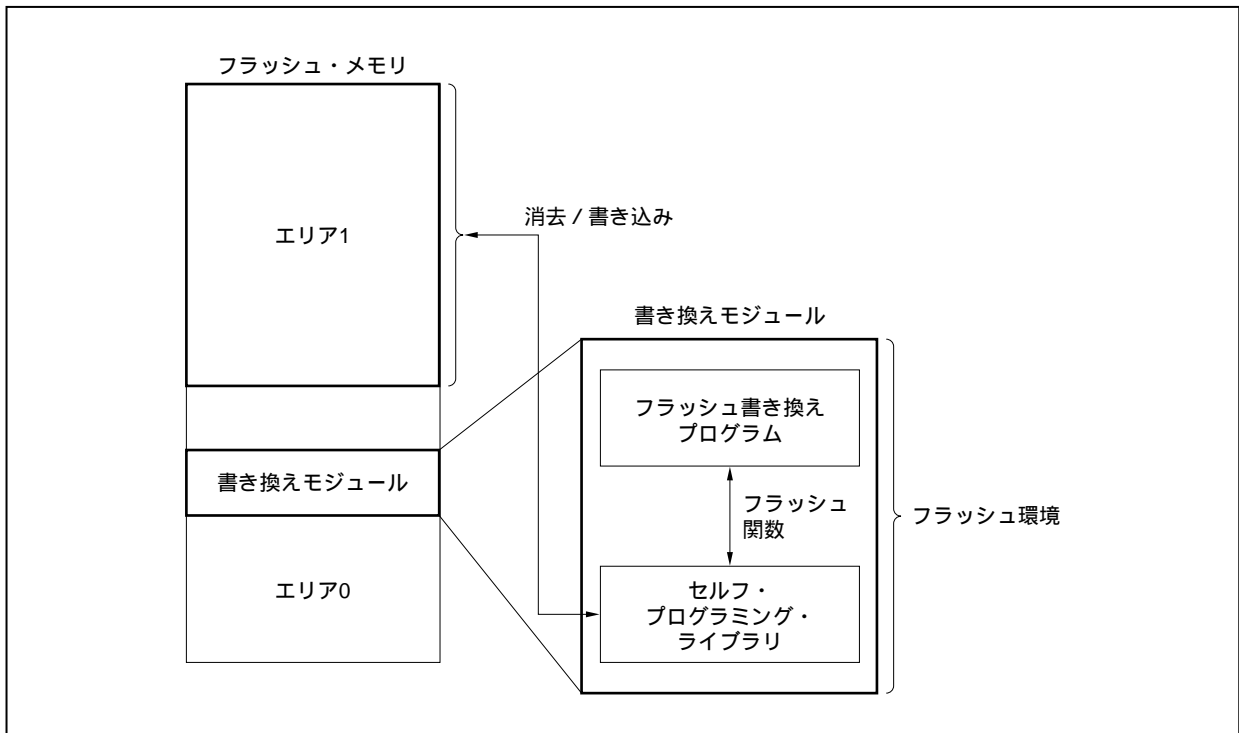 フラッシュ・メモリ
エリア1
消去 / 書き込み
書き換えモジュール
フラッシュ書き換え
プログラム
書き換えモジュール
フラッシュ
関数
フラッシュ環境
エリア0
セルフ・
プログラミング・
ライブラリ